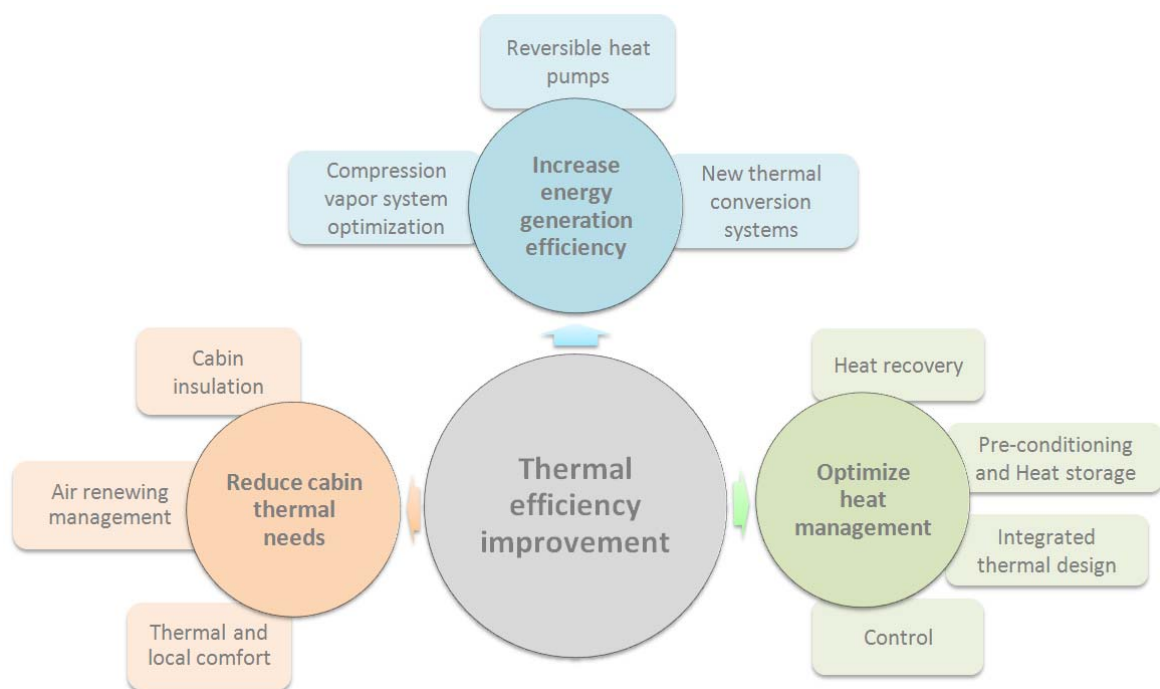 Reversible heat
pumps
Compression
vapor system
optimization
Increase
energy
generation
efficiency
New thermal
conversion
systems
Cabin
insulation
Air renewing
management
Thermal and
local comfort
Reduce cabin
thermal
needs
Thermal
efficiency
improvement
Optimize
heat
management
Heat recovery
Pre-conditioning
and Heat storage
Integrated
thermal design
Control